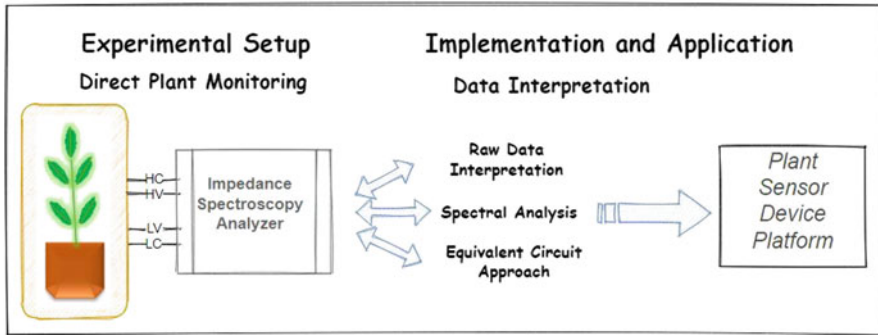 Experimental Setup
Direct Plant Monitoring
HC
HV
LV
LC
Impedance
Spectroscopy
Analyzer
Implementation and Application
Data Interpretation
Raw Data
Interpretation
Spectral Analysis
Equivalent Circuit
Approach
Plant
Sensor
Device
Platform